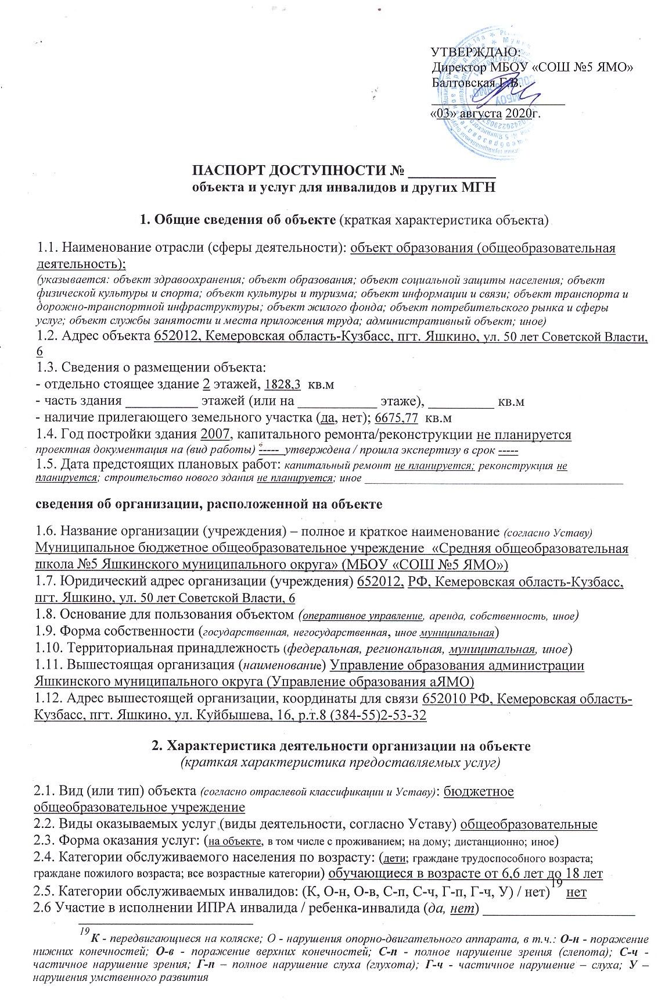 УТВЕРЖДАЮ:
Директор МБОУ «СОШ №5 ЯМО»
Балтовская Г.В.
«03» августа 2020г.
ПАСПОРТ ДОСТУПНОСТИ № ____________
объекта и услуг для инвалидов и других МГН
1. Общие сведения об объекте (краткая характеристика объекта)
1.1. Наименование отрасли (сферы деятельности): объект образования (общеобразовательная
деятельность);
(указывается: объект здравоохранения; объект образования; объект социальной защиты населения; объект
физической культуры и спорта; объект культуры и туризма; объект информации и связи; объект транспорта и
дорожно-транспортной инфраструктуры; объект жилого фонда; объект потребительского рынка и сферы
услуг; объект службы занятости и места приложения труда; административный объект; иное)
1.2. Адрес объекта 652012, Кемеровская область-Кузбасс, пгт. Яшкино, ул. 50 лет Советской Власти,
6
1.3. Сведения о размещении объекта:
- отдельно стоящее здание 2 этажей, 1828,3 кв.м
- часть здания __________ этажей (или на ___________ этаже), _________ кв.м
- наличие прилегающего земельного участка (да, нет); 6675,77 кв.м
1.4. Год постройки здания 2007, капитального ремонта/реконструкции не планируется
проектная документация на (вид работы) ----- утверждена / прошла экспертизу в срок -----
1.5. Дата предстоящих плановых работ: капитальный ремонт не планируется; реконструкция не
планируется; строительство нового здания не планируется; иное ____________________
сведения об организации, расположенной на объекте
1.6. Название организации (учреждения) – полное и краткое наименование (согласно Уставу)
Муниципальное бюджетное общеобразовательное учреждение «Средняя общеобразовательная
школа №5 Яшкинского муниципального округа» (МБОУ «СОШ №5 ЯМО»)
1.7. Юридический адрес организации (учреждения) 652012, РФ, Кемеровская область-Кузбасс,
пгт. Яшкино, ул. 50 лет Советской Власти, 6
1.8. Основание для пользования объектом (оперативное управление, аренда, собственность, иное)
1.9. Форма собственности (государственная, негосударственная, иное муниципальная)
1.10. Территориальная принадлежность (федеральная, региональная, муниципальная, иное)
1.11. Вышестоящая организация (наименование) Управление образования администрации
Яшкинского муниципального округа (Управление образования аЯМО)
1.12. Адрес вышестоящей организации, координаты для связи 652010 РФ, Кемеровская область-
Кузбасс, пгт. Яшкино, ул. Куйбышева, 16, р.т.8 (384-55)2-53-32
2. Характеристика деятельности организации на объекте
(краткая характеристика предоставляемых услуг)
2.1. Вид (или тип) объекта (согласно отраслевой классификации и Уставу): бюджетное
общеобразовательное учреждение
2.2. Виды оказываемых услуг (виды деятельности, согласно Уставу) общеобразовательные
2.3. Форма оказания услуг: (на объекте, в том числе с проживанием; на дому; дистанционно; иное)
2.4. Категории обслуживаемого населения по возрасту: (дети; граждане трудоспособного возраста;
граждане пожилого возраста; все возрастные категории) обучающиеся в возрасте от 6,6 лет до 18 лет
2.5. Категории обслуживаемых инвалидов: (К, О-н, О-в, С-п, С-ч, Г-п, Г-ч, У) / нет)19 нет
2.6 Участие в исполнении ИПРА инвалида / ребенка-инвалида (да, нет) ____________________
19 К - передвигающиеся на коляске; О - нарушения опорно-двигательного аппарата, в т.ч.: О-н - поражение
нижних конечностей; О-в - поражение верхних конечностей; С-п - полное нарушение зрения (слепота); С-ч -
частичное нарушение зрения; Г-п – полное нарушение слуха (глухота); Г-ч - частичное нарушение – слуха; У –
нарушения умственного развития